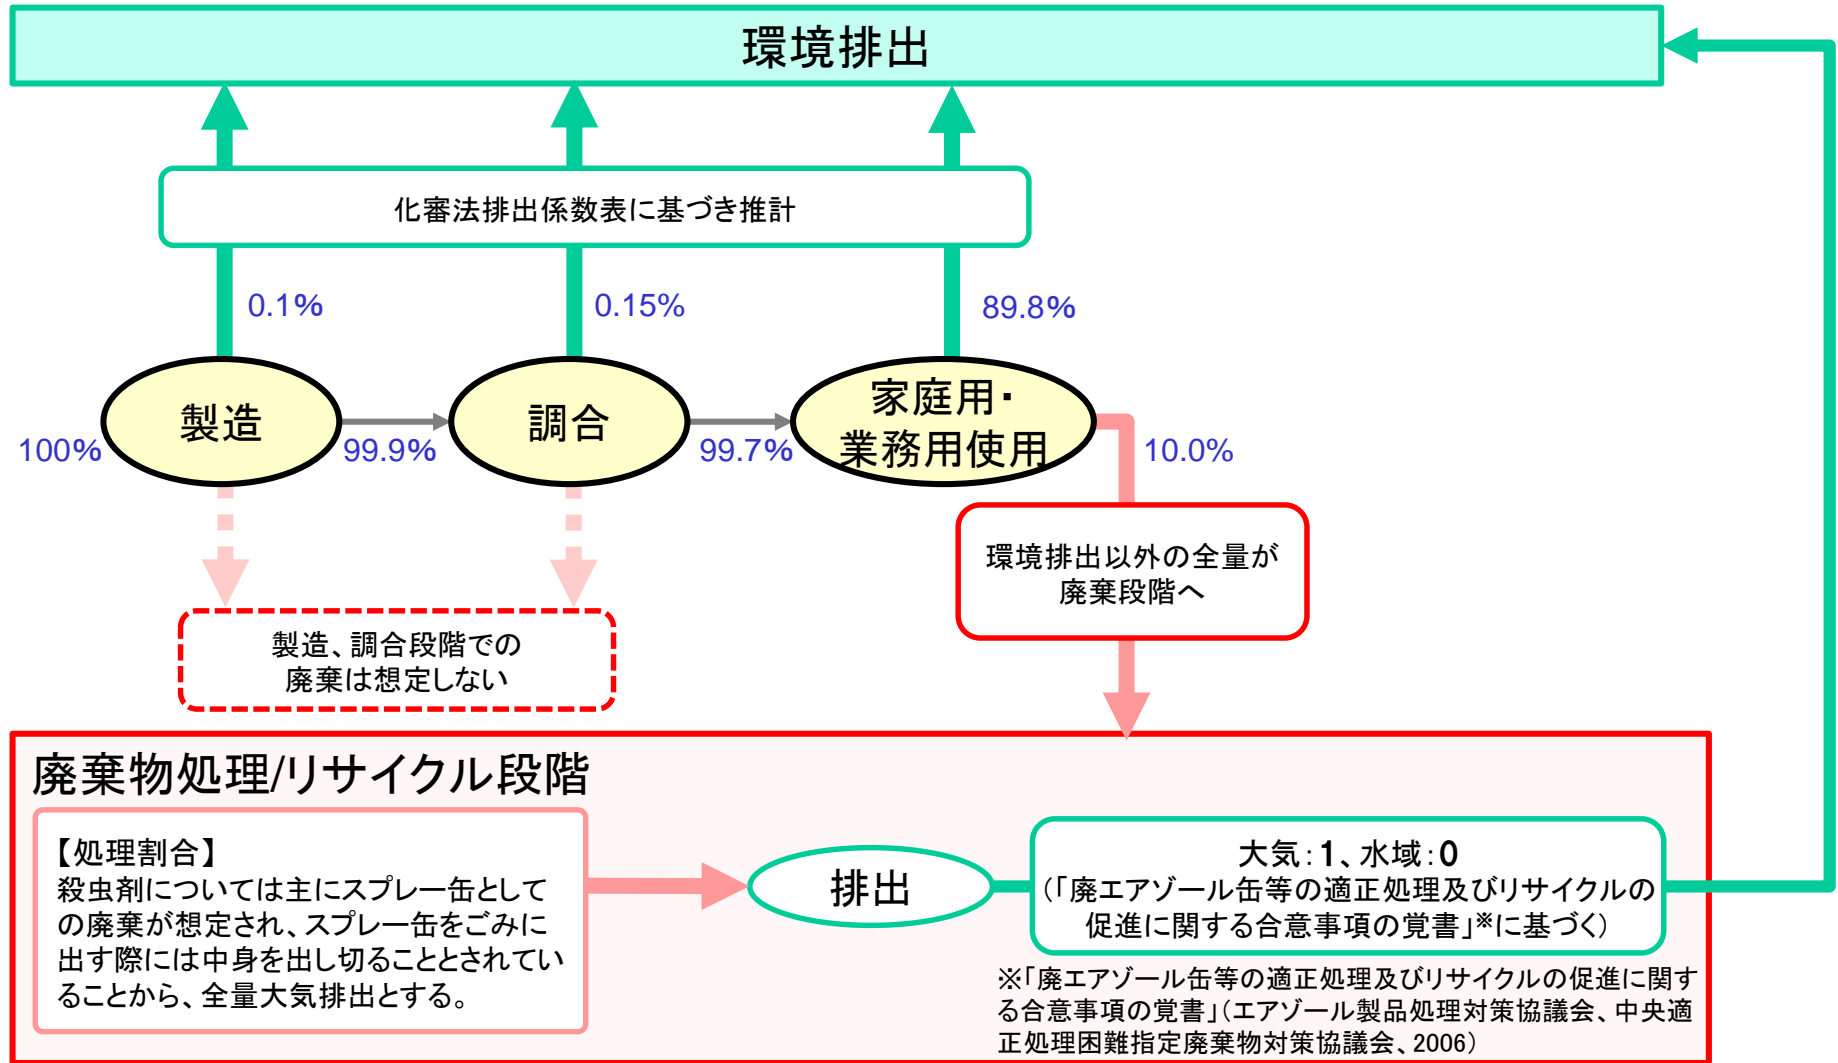 環境排出
化審法排出係数表に基づき推計
0.1%
0.15%
89.8%
製造
調合
家庭用・
業務用使用
100%
99.9%
99.7%
10.0%
環境排出以外の全量が
廃棄段階へ
製造、調合段階での
廃棄は想定しない
廃棄物処理/リサイクル段階
【処理割合】
殺虫剤については主にスプレー缶として
の廃棄が想定され、スプレー缶をごみに
出す際には中身を出し切ることとされてい
ることから、全量大気排出とする。
排出
大気：1、水域：0
（「廃エアゾール缶等の適正処理及びリサイクルの
促進に関する合意事項の覚書」※に基づく）
※「廃エアゾール缶等の適正処理及びリサイクルの促進に関す
る合意事項の覚書」（エアゾール製品処理対策協議会、中央適
正処理困難指定廃棄物対策協議会、2006）